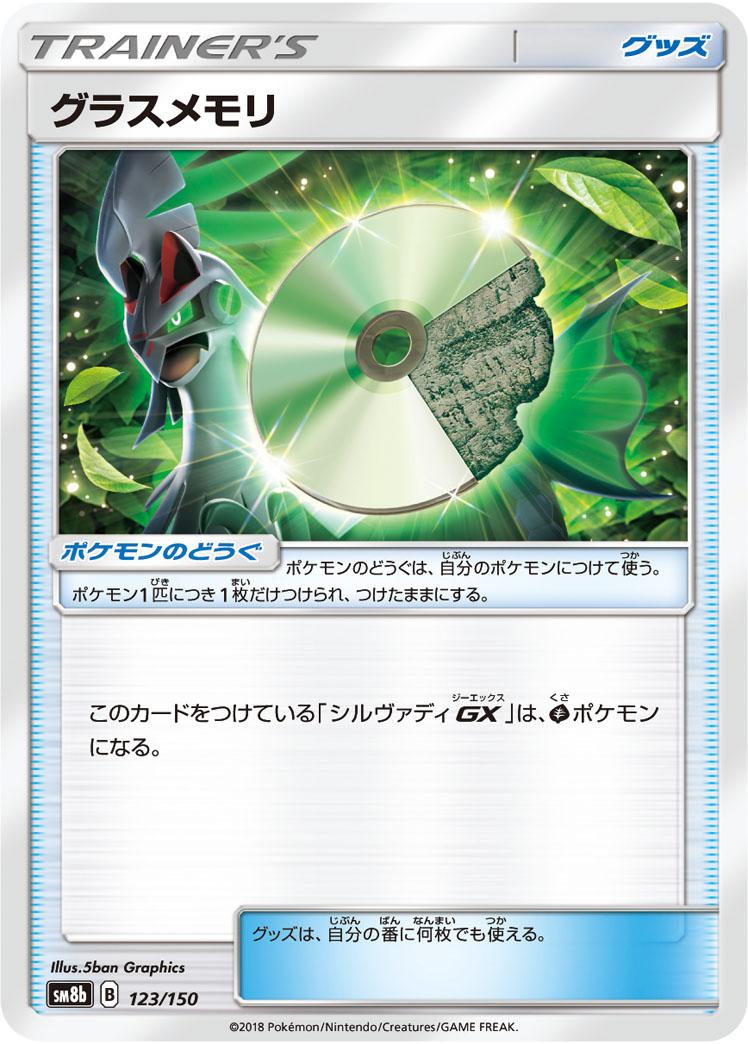 TRAINER'S グッズ
グラスメモリ
ポケモンのどうぐ
ポケモンのどうぐは、自分のポケモンにつけて使う。
ポケモン1匹につき1枚だけつけられ、つけたままにする。
このカードをつけている「シルヴァディGX」は、ポケモン
になる。
グッズは、自分の番に何枚でも使える。
Illus.5ban Graphics
SM8b B 123/150
©2018 Pokémon/Nintendo/Creatures/GAME FREAK.